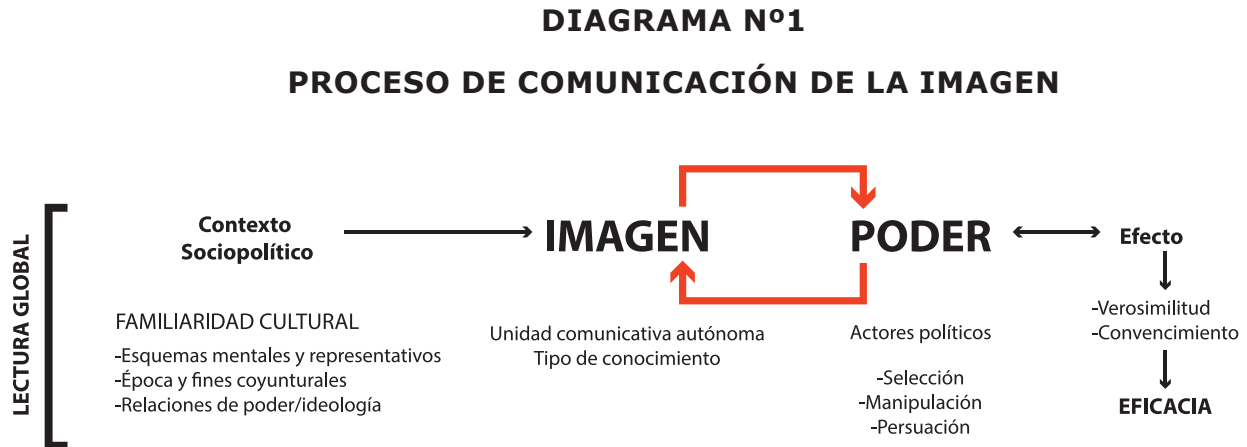 DIAGRAMA Nº1
PROCESO DE COMUNICACIÓN DE LA IMAGEN
LECTURA GLOBAL
Contexto
Sociopolítico
FAMILIARIDAD CULTURAL
-Esquemas mentales y representativos
-Época y fines coyunturales
-Relaciones de poder/ideología
IMAGEN
Unidad comunicativa autónoma
Tipo de conocimiento
PODER
Actores políticos
-Selección
-Manipulación
-Persuación
Efecto
-Verosimilitud
-Convencimiento
EFICACIA